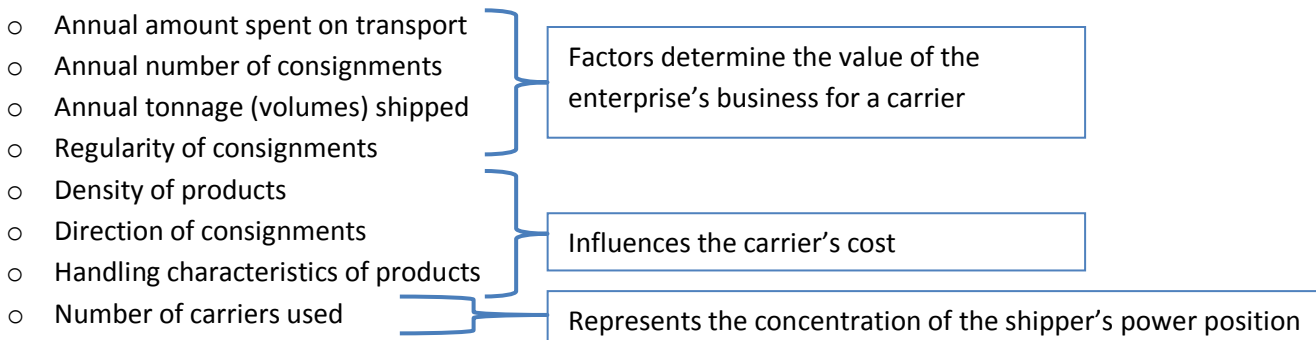 o Annual amount spent on transport
o Annual number of consignments
o Annual tonnage (volumes) shipped
o Regularity of consignments
o Density of products
o Direction of consignments
o Handling characteristics of products
o Number of carriers used
Factors determine the value of the
enterprise’s business for a carrier
Influences the carrier’s cost
Represents the concentration of the shipper’s power position